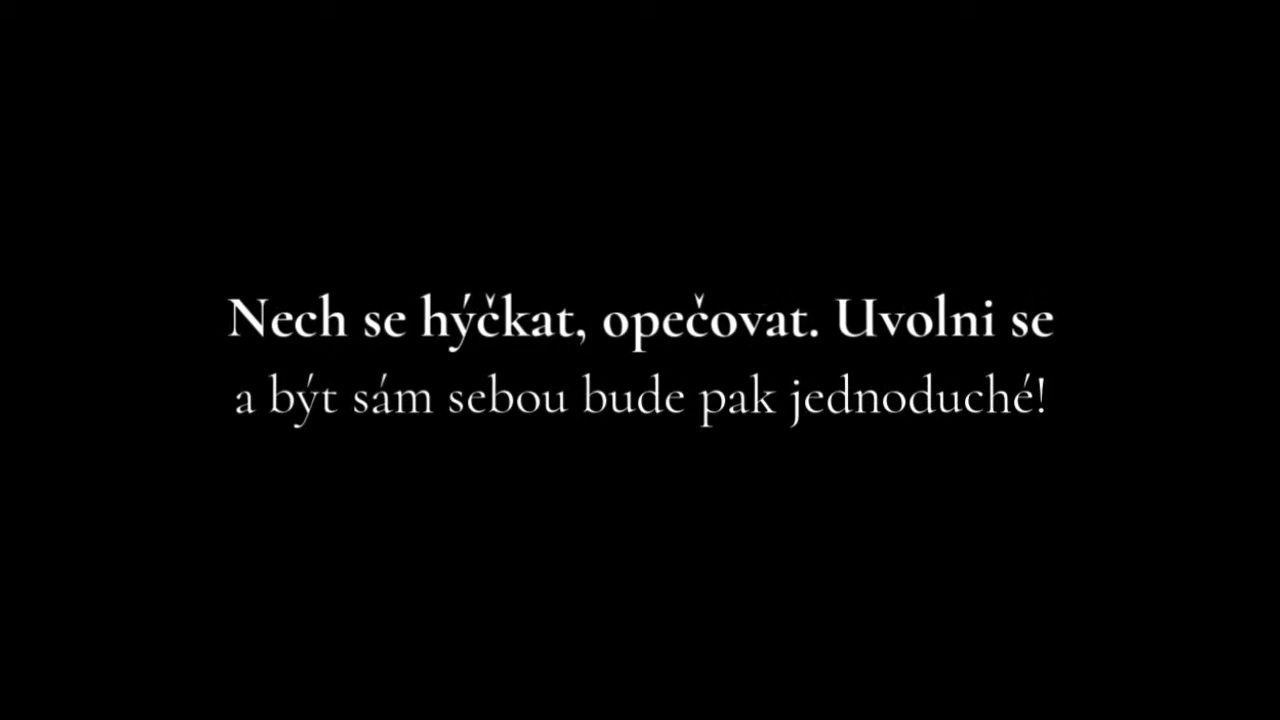 Nech se hýčkat, opečovat. Uvolni se
a být sám sebou bude pak jednoduché!